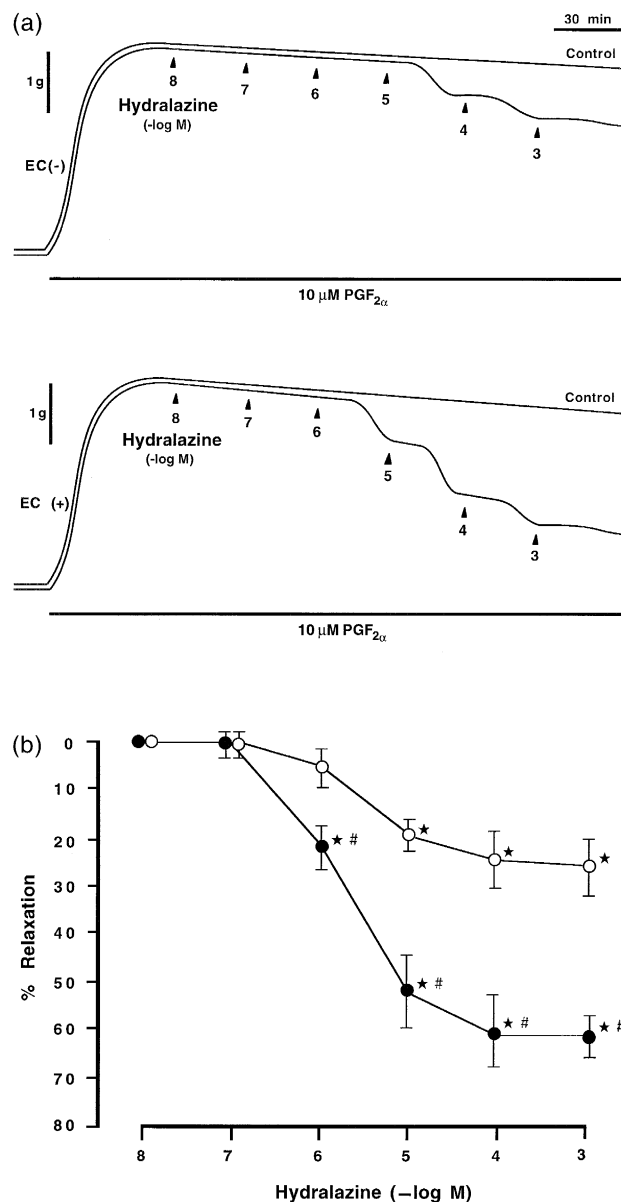 (a)
30 min
Control
1g
8
7
6
5
4
3
Hydralazine
(-log M)
EC(-)
10 μM PGF2α
Control
1g
8
7
6
5
4
3
Hydralazine
(-log M)
EC (+)
10 μM PGF2α
(b)
0
10
20
30
40
50
60
70
80
% Relaxation
★ #
★
★ #
★
★ #
★
★ #
8 7 6 5 4 3
Hydralazine (−log M)